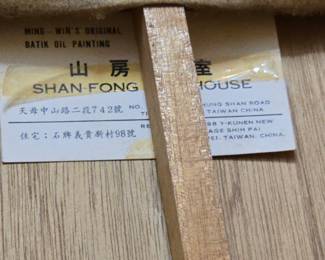 MING-WIN'S ORIGINAL
BATIK OIL PAINTING
山房 室
SHAN-FONG HOUSE
天母中山路二段742號
NO.
KUNG SHAN ROAD
TAIWAN CHINA
住宅:石牌義貴新村98號
Y-KUNEN NEW
AGE SHIH PAI
TAIWAN, CHINA.